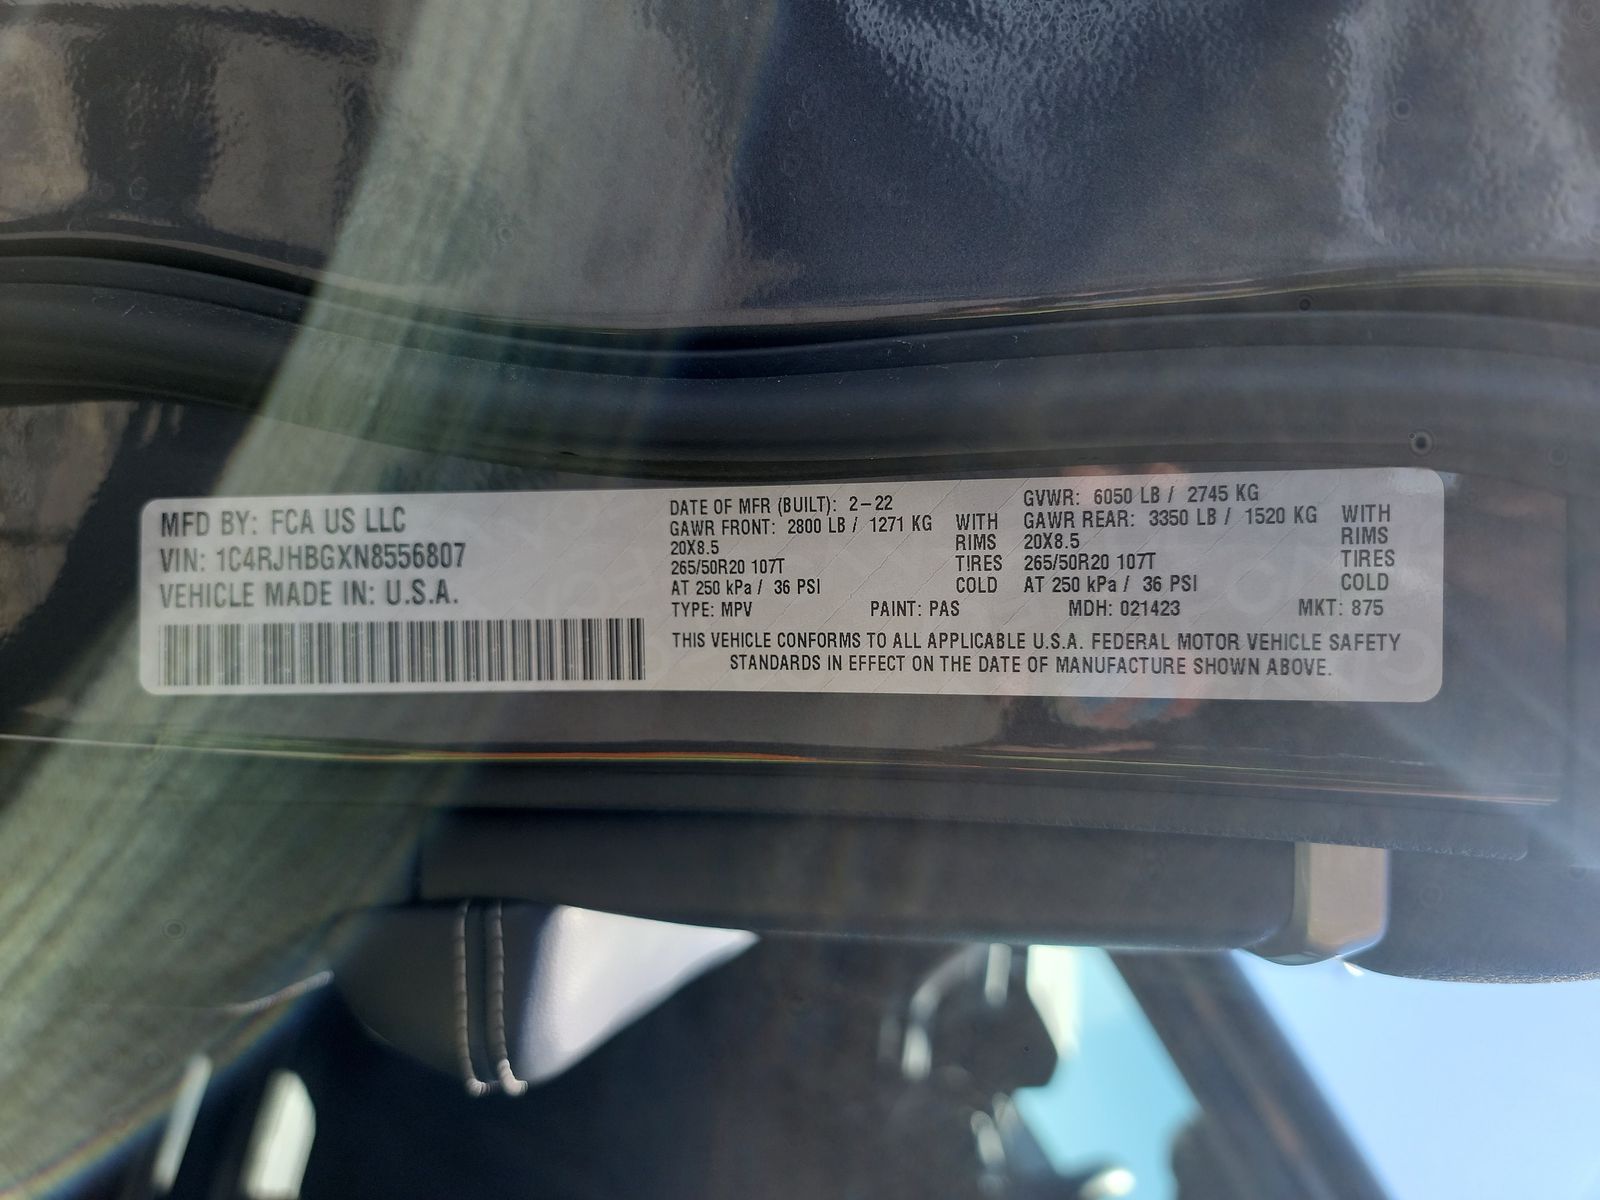 MFD BY: FCA US LLC
VIN: 1C4RJHBGXN8556807
VEHICLE MADE IN: U.S.A.
DATE OF MFR (BUILT): 2-22
GAWR FRONT: 2800 LB / 1271 KG WITH
20X8.5 RIMS
265/50R20 107T TIRES
AT 250 kPa / 36 PSI COLD
GVWR: 6050 LB / 2745 KG
GAWR REAR: 3350 LB / 1520 KG WITH
20X8.5 RIMS
265/50R20 107T TIRES
AT 250 kPa / 36 PSI COLD
TYPE: MPV PAINT: PAS MDH: 021423 MKT: 875
THIS VEHICLE CONFORMS TO ALL APPLICABLE U.S.A. FEDERAL MOTOR VEHICLE SAFETY
STANDARDS IN EFFECT ON THE DATE OF MANUFACTURE SHOWN ABOVE.